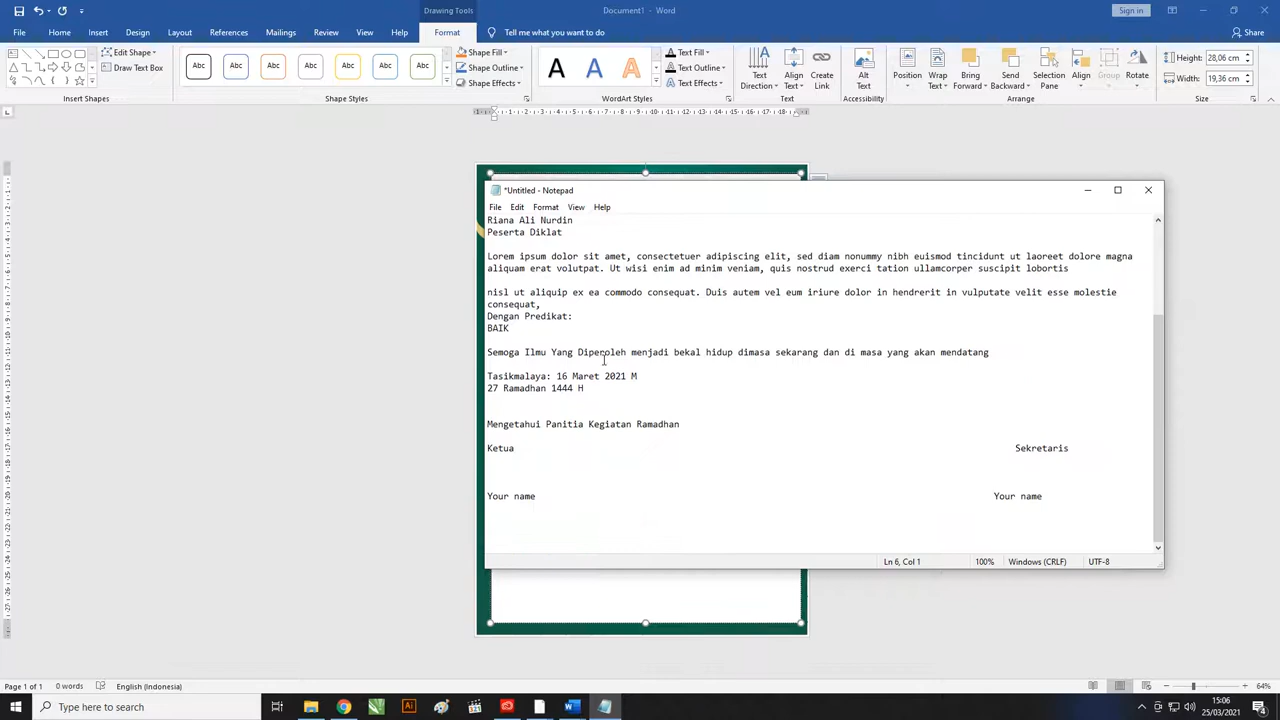 Drawing Tools
Document1 - Word
Sign in
File Home Insert Design Layout References Mailings Review View Help Format Tell me what you want to do Share
Edit Shape
Draw Text Box
Insert Shapes
Abc Abc Abc Abc Abc Abc Abc
Shape Fill
Shape Outline
Shape Effects
Shape Styles
A A A
Text Fill
Text Outline
Text Effects
WordArt Styles
Text Direction
Align Text
Create Link
Text
Alt Text
Accessibility
Position
Wrap Text
Bring Forward
Send Backward
Selection Pane
Align
Group
Rotate
Arrange
Height: 28,06 cm
Width: 19,36 cm
Size
*Untitled - Notepad
File Edit Format View Help
Riana Ali Nurdin
Peserta Diklat
Lorem ipsum dolor sit amet, consectetuer adipiscing elit, sed diam nonummy nibh euismod tincidunt ut laoreet dolore magna
aliquam erat volutpat. Ut wisi enim ad minim veniam, quis nostrud exerci tation ullamcorper suscipit lobortis
nisl ut aliquip ex ea commodo consequat. Duis autem vel eum iriure dolor in hendrerit in vulputate velit esse molestie
consequat,
Dengan Predikat:
BAIK
Semoga Ilmu Yang Diperoleh menjadi bekal hidup dimasa sekarang dan di masa yang akan mendatang
Tasikmalaya: 16 Maret 2021 M
27 Ramadhan 1444 H
Mengetahui Panitia Kegiatan Ramadhan
Ketua Sekretaris
Your name Your name
Ln 6, Col 1 100% Windows (CRLF) UTF-8
Page 1 of 1 0 words English (Indonesia) 64%
Type here to search
15:06
25/03/2021